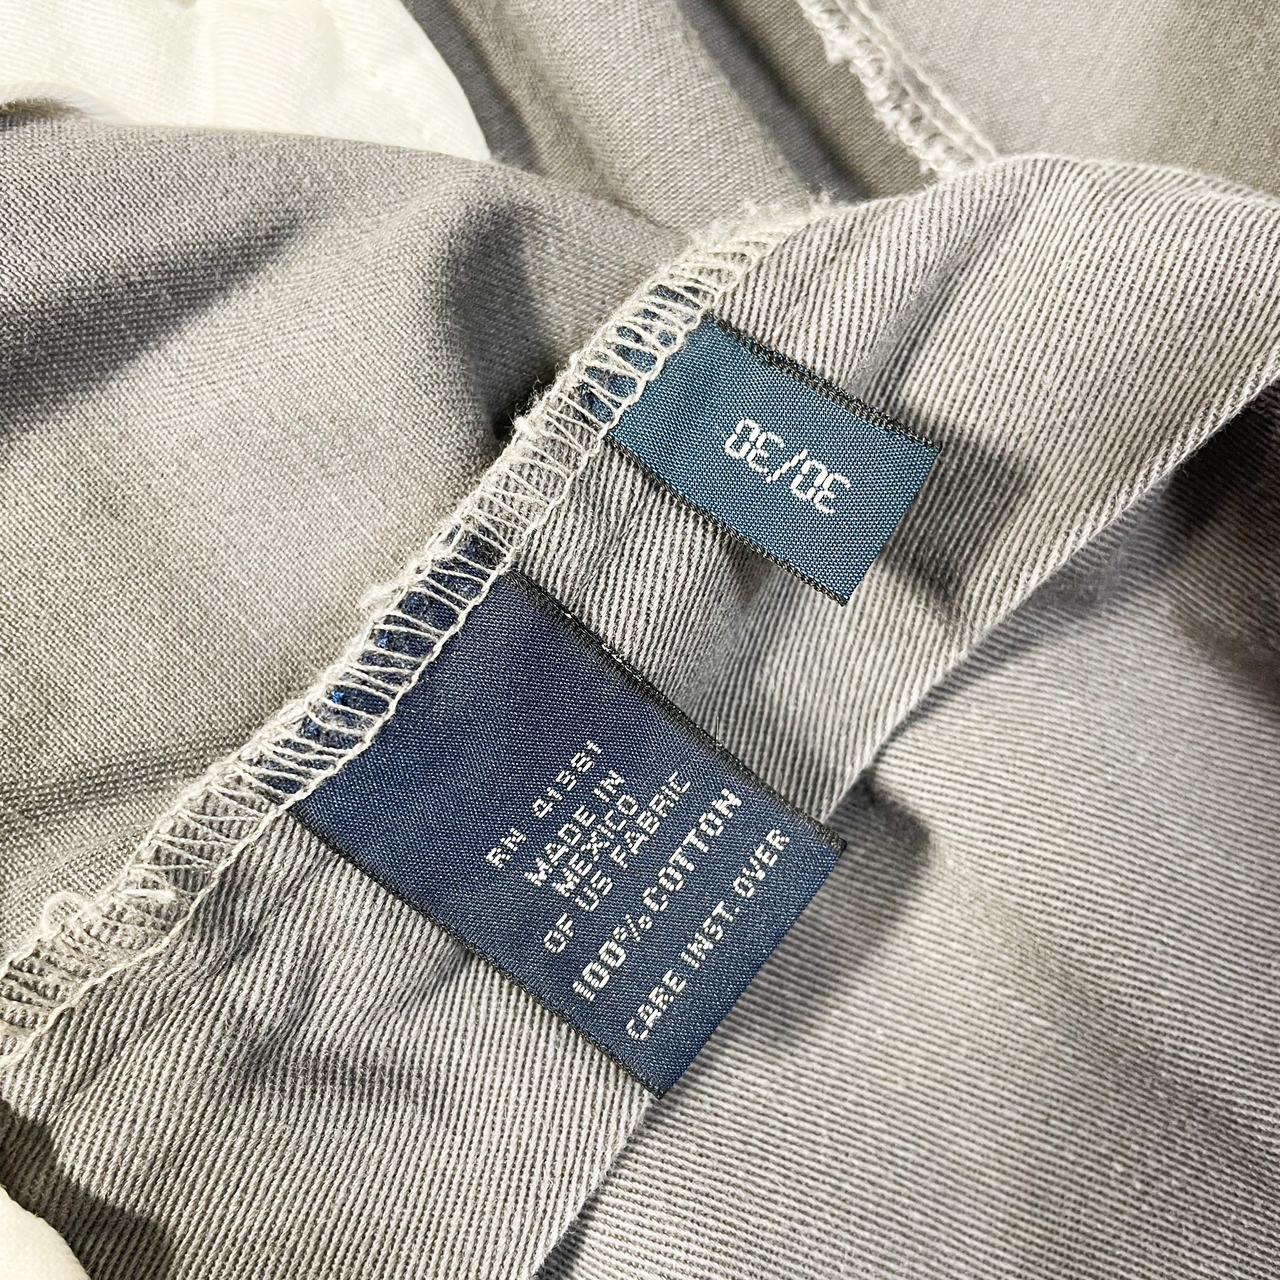 30/30
RN 41381
MADE IN
MEXICO
OF US FABRIC
100% COTTON
CARE INST. OVER